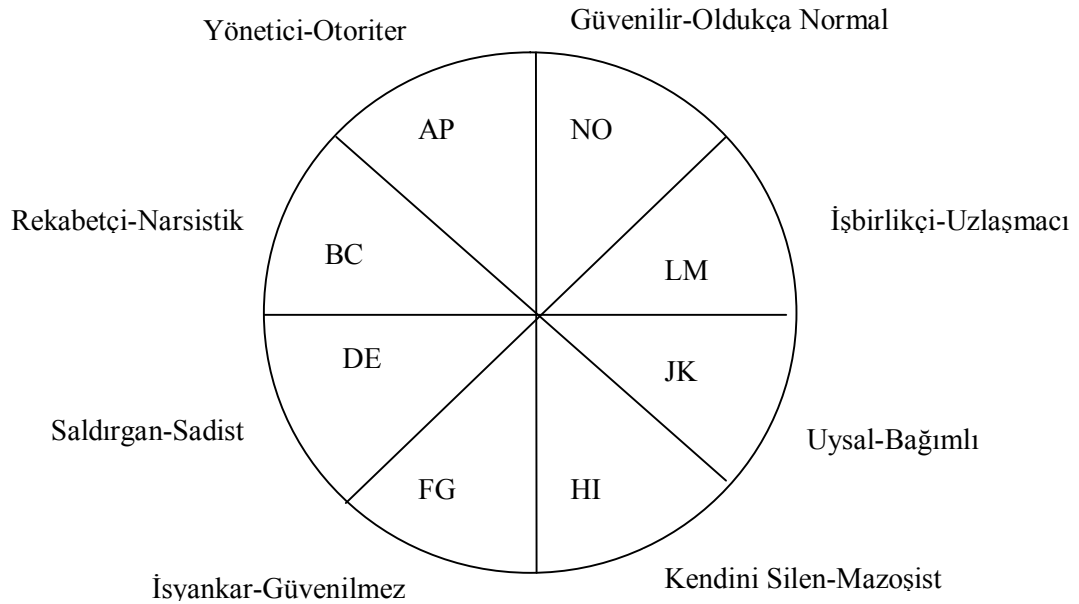 Güvenilir-Oldukça Normal
Yönetici-Otoriter
AP
NO
Rekabetçi-Narsistik
İşbirlikçi-Uzlaşmacı
BC
LM
DE
JK
Saldırgan-Sadist
Uysal-Bağımlı
FG
HI
İsyankar-Güvenilmez
Kendini Silen-Mazoşist